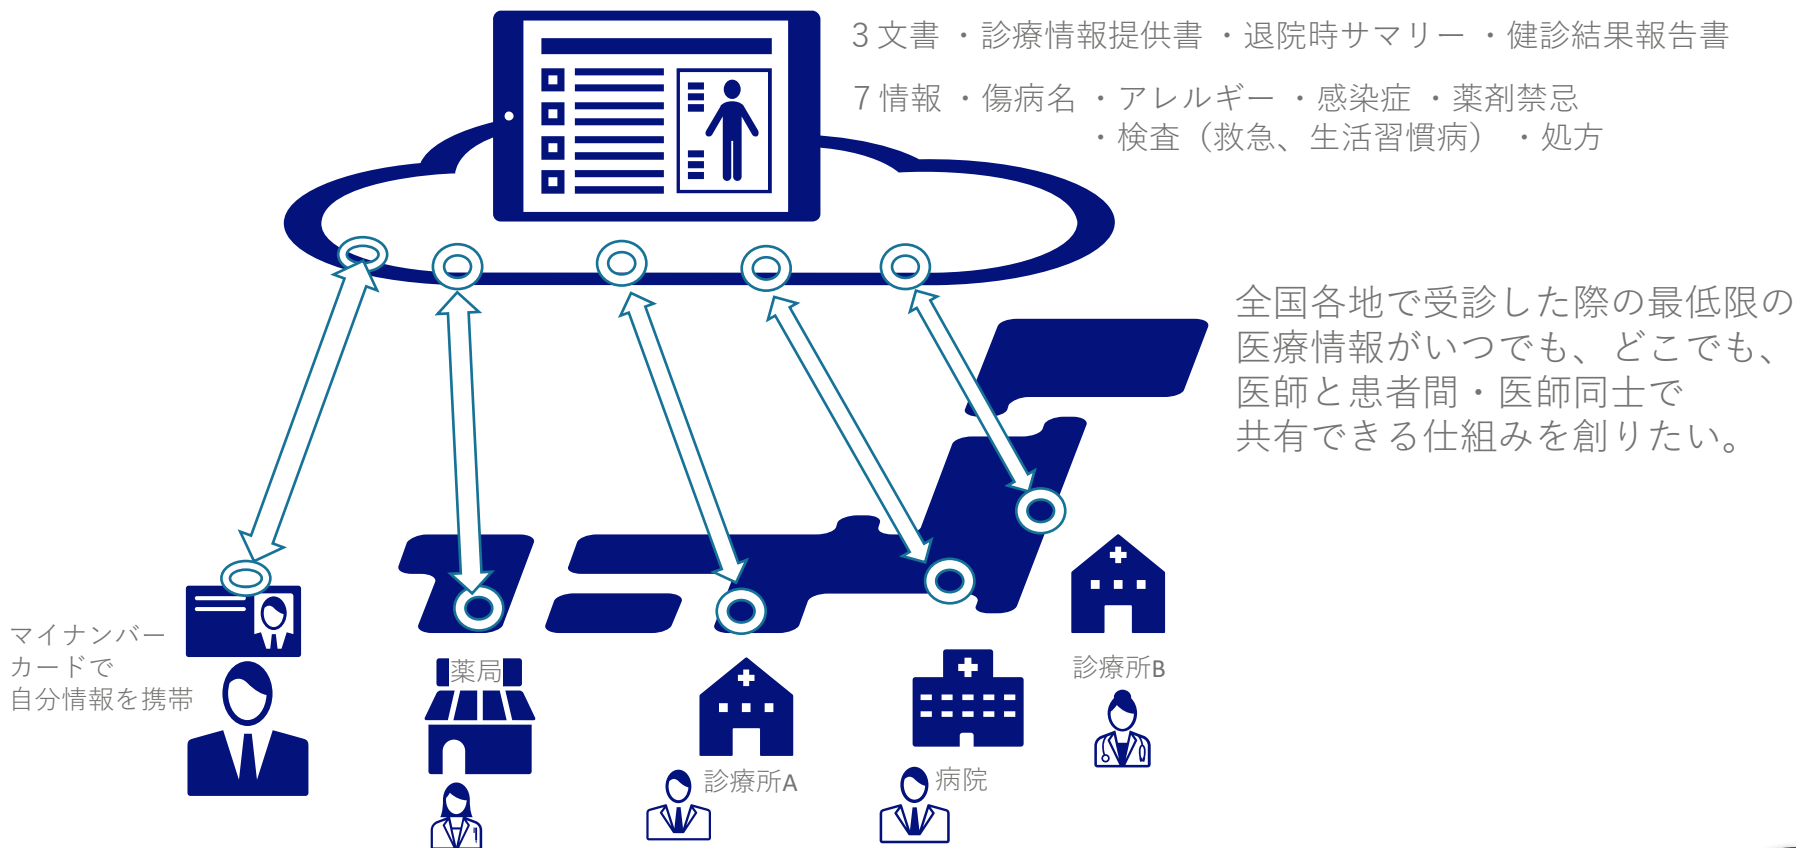 3文書 ・診療情報提供書 ・退院時サマリー ・健診結果報告書
7情報 ・傷病名 ・アレルギー ・感染症 ・薬剤禁忌
・検査（救急、生活習慣病） ・処方
全国各地で受診した際の最低限の
医療情報がいつでも、どこでも、
医師と患者間・医師同士で
共有できる仕組みを創りたい。
マイナンバー
カードで
自分情報を携帯
薬局
診療所A
病院
診療所B